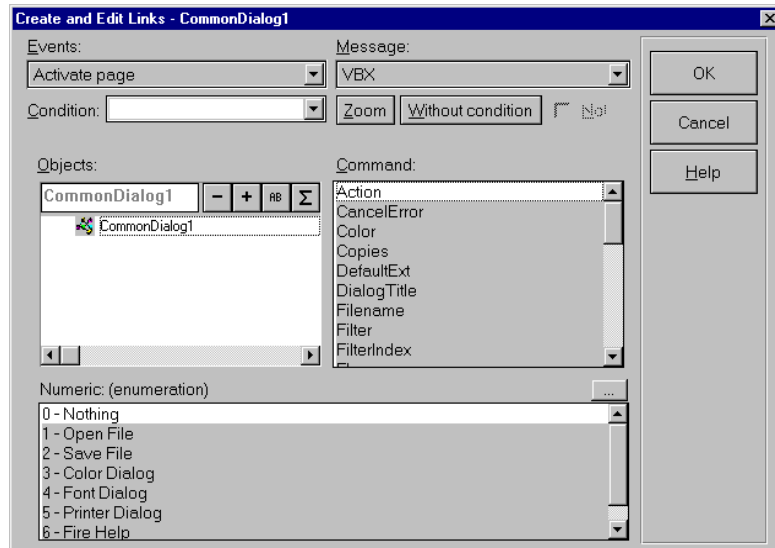 Create and Edit Links - CommonDialog1
Events:
Message:
Activate page
VBX
OK
Condition:
Zoom
Without condition
Not
Cancel
Objects:
Command:
Help
CommonDialog1
- + AB Σ
Action
CommonDialog1
CancelError
Color
Copies
DefaultExt
DialogTitle
Filename
Filter
FilterIndex
Numeric: (enumeration)
...
0 - Nothing
1 - Open File
2 - Save File
3 - Color Dialog
4 - Font Dialog
5 - Printer Dialog
6 - Fire Help